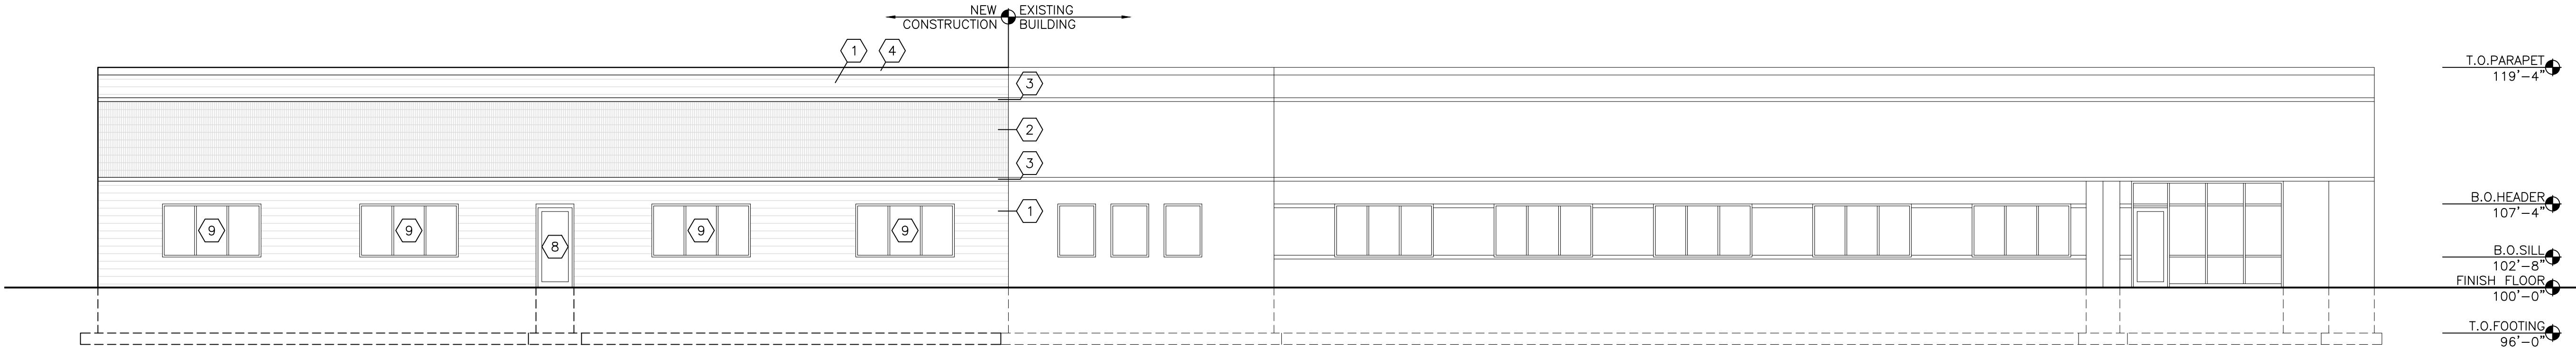 NEW EXISTING
CONSTRUCTION BUILDING
1 4
T.O.PARAPET
119'-4"
3
2
3
B.O.HEADER
107'-4"
1
9 9 9 9
8
B.O.SILL
102'-8"
FINISH FLOOR
100'-0"
T.O.FOOTING
96'-0"